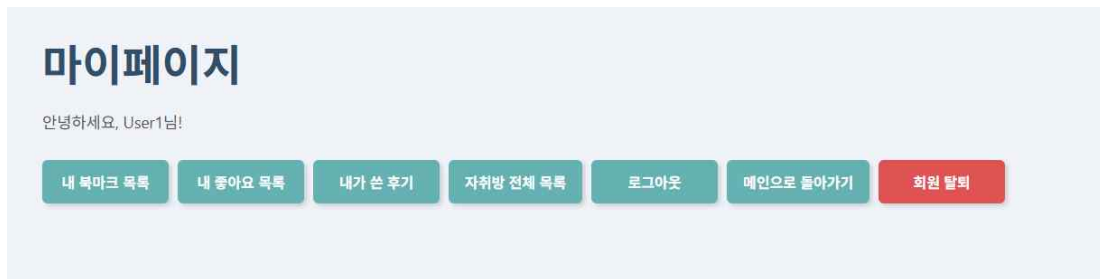 마이페이지
안녕하세요, User1님!
내 북마크 목록 내 좋아요 목록 내가 쓴 후기 자취방 전체 목록 로그아웃 메인으로 돌아가기 회원 탈퇴